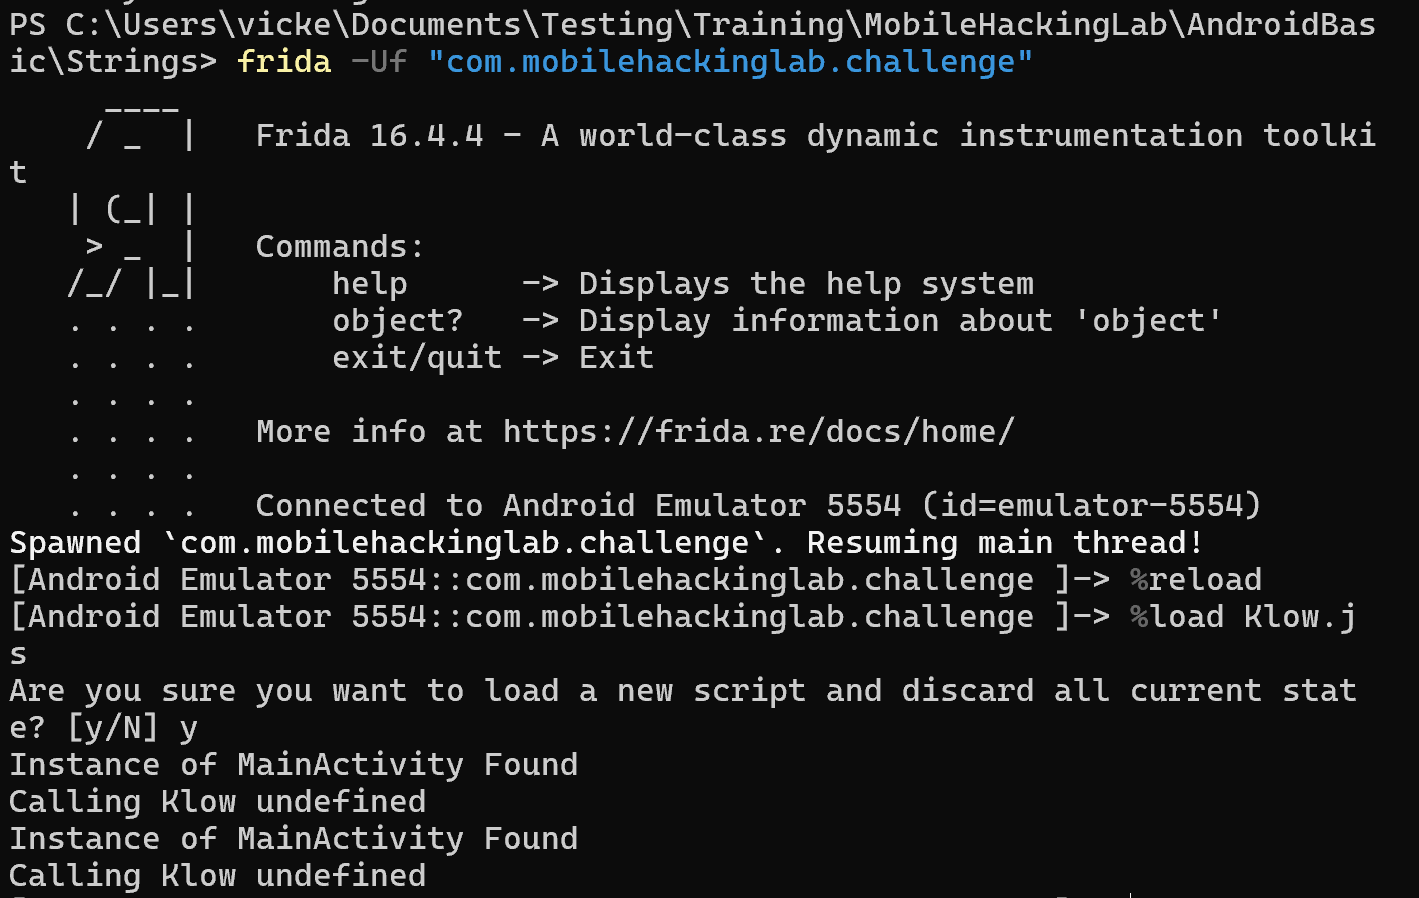 PS C:\Users\vicke\Documents\Testing\Training\MobileHackingLab\AndroidBas
ic\Strings> frida -Uf "com.mobilehackinglab.challenge"
     ____
    / _  |   Frida 16.4.4 - A world-class dynamic instrumentation toolki
t
   | (_| |
    > _  |   Commands:
   /_/ |_|       help      -> Displays the help system
   . . . .       object?   -> Display information about 'object'
   . . . .       exit/quit -> Exit
   . . . .
   . . . .   More info at https://frida.re/docs/home/
   . . . .
   . . . .   Connected to Android Emulator 5554 (id=emulator-5554)
Spawned `com.mobilehackinglab.challenge`. Resuming main thread!
[Android Emulator 5554::com.mobilehackinglab.challenge ]-> %reload
[Android Emulator 5554::com.mobilehackinglab.challenge ]-> %load Klow.j
s
Are you sure you want to load a new script and discard all current stat
e? [y/N] y
Instance of MainActivity Found
Calling Klow undefined
Instance of MainActivity Found
Calling Klow undefined